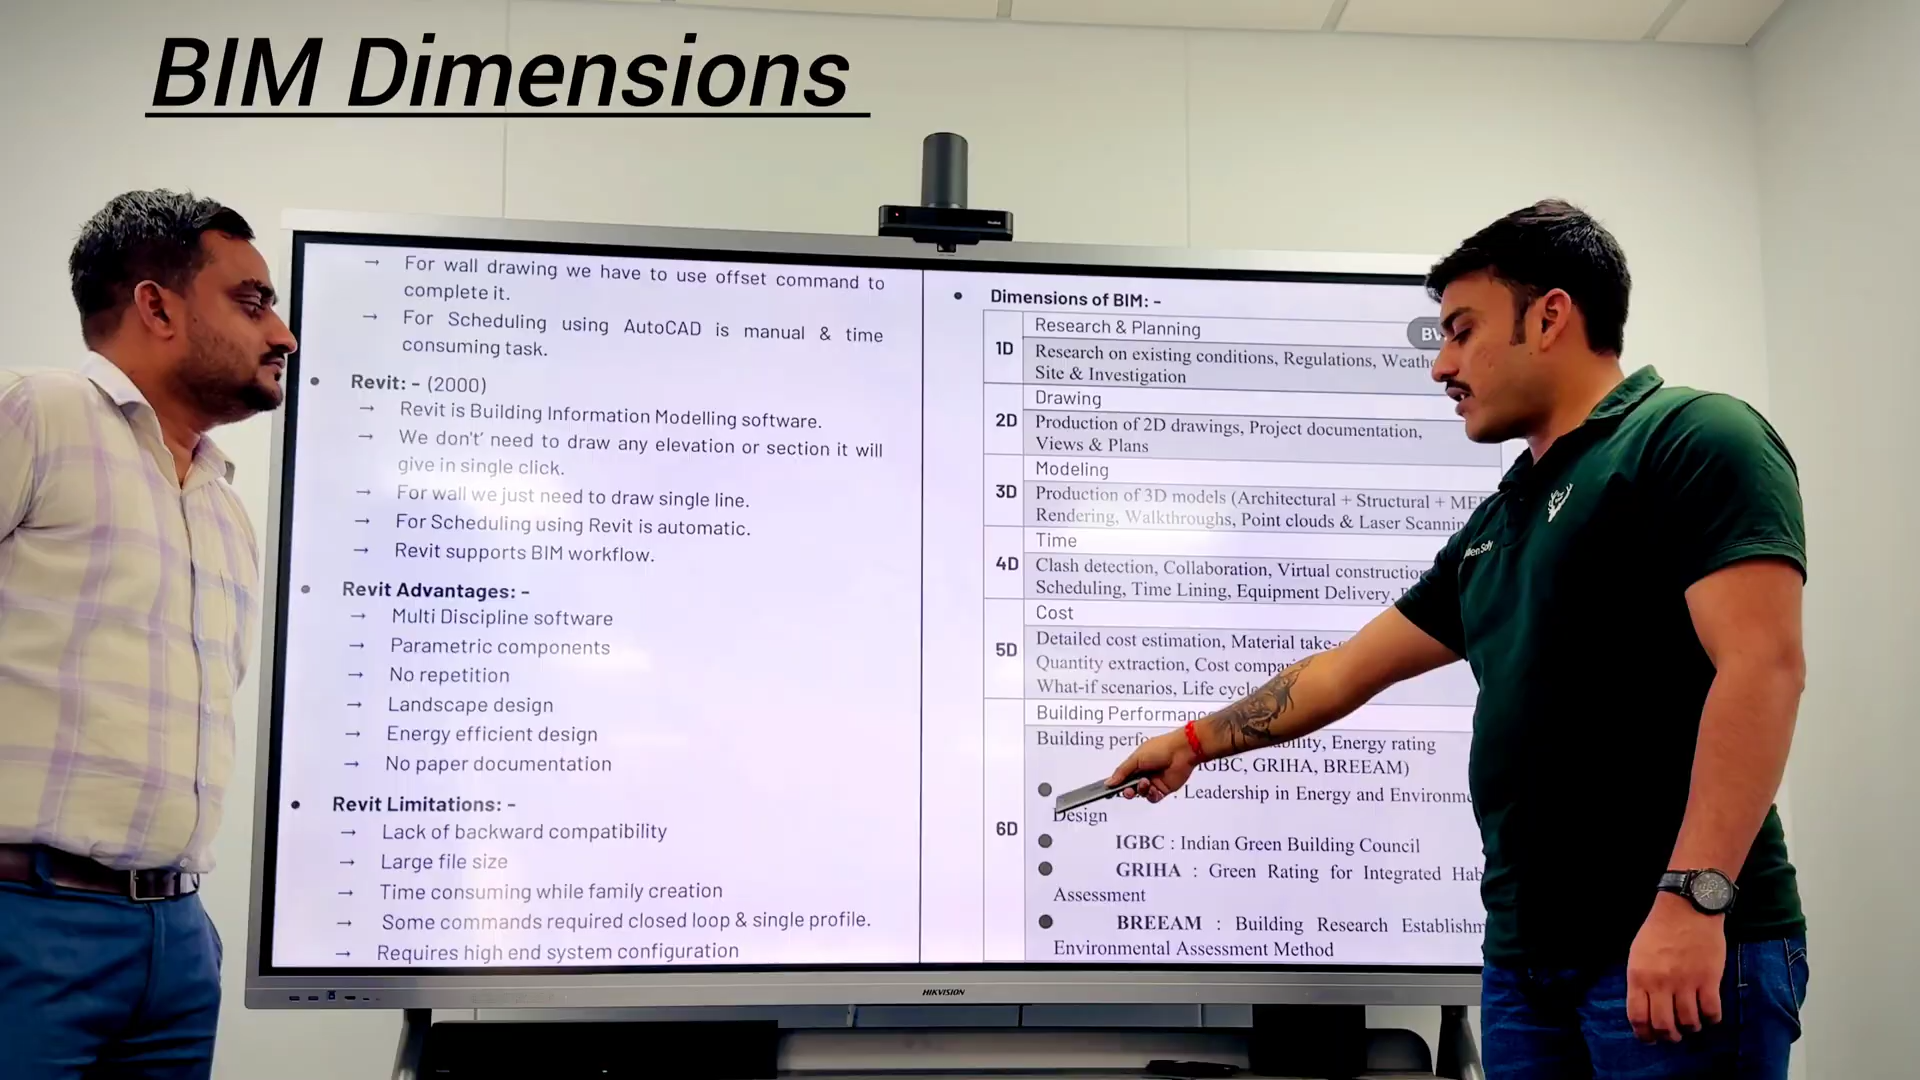 BIM Dimensions
→ For wall drawing we have to use offset command to
complete it.
→ For Scheduling using AutoCAD is manual & time
consuming task.
• Revit: - (2000)
→ Revit is Building Information Modelling software.
→ We don't' need to draw any elevation or section it will
give in single click.
→ For wall we just need to draw single line.
→ For Scheduling using Revit is automatic.
→ Revit supports BIM workflow.
• Revit Advantages: -
→ Multi Discipline software
→ Parametric components
→ No repetition
→ Landscape design
→ Energy efficient design
→ No paper documentation
• Revit Limitations: -
→ Lack of backward compatibility
→ Large file size
→ Time consuming while family creation
→ Some commands required closed loop & single profile.
→ Requires high end system configuration
• Dimensions of BIM: -
1D
Research & Planning
Research on existing conditions, Regulations,
Site & Investigation
2D
Drawing
Production of 2D drawings, Project documentation,
Views & Plans
3D
Modeling
Production of 3D models (Architectural + Structural +
Rendering, Walkthroughs, Point clouds & Laser
4D
Time
Clash detection, Collaboration, Virtual
Scheduling, Time Lining, Equipment Delivery,
5D
Cost
Detailed cost estimation, Material
Quantity extraction, Cost
What-if scenarios, Life
6D
Building
Building Energy rating
IGBC, GRIHA, BREEAM)
• : Leadership in Energy and
Design
• IGBC : Indian Green Building Council
• GRIHA : Green Rating for Integrated
Assessment
• BREEAM : Building Research
Environmental Assessment Method
HIKVISION